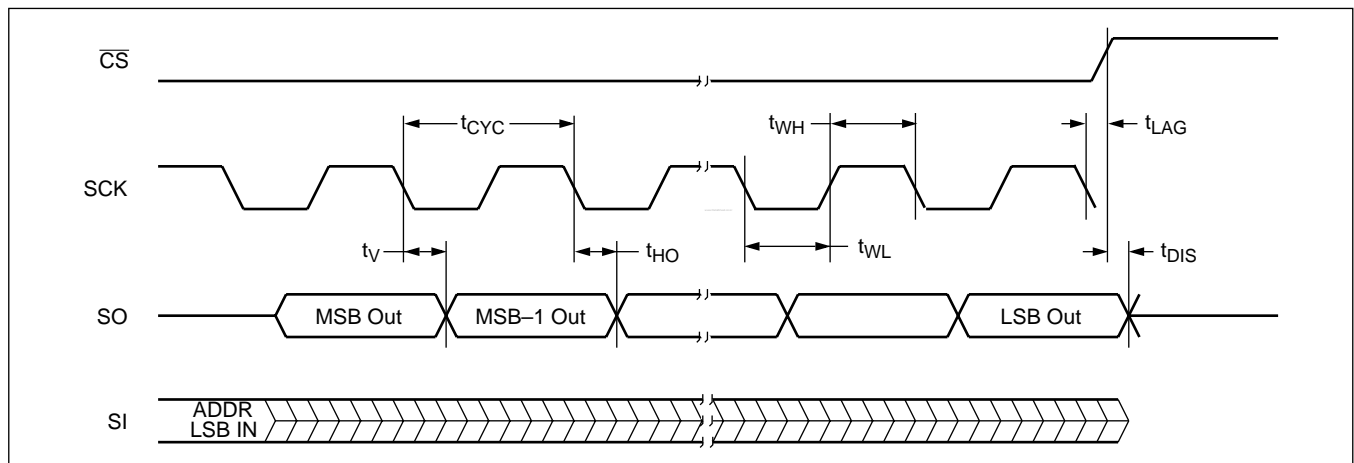 CS
tCYC
tWH
tLAG
SCK
tV
tHO
tWL
tDIS
SO
MSB Out
MSB–1 Out
LSB Out
SI
ADDR
LSB IN